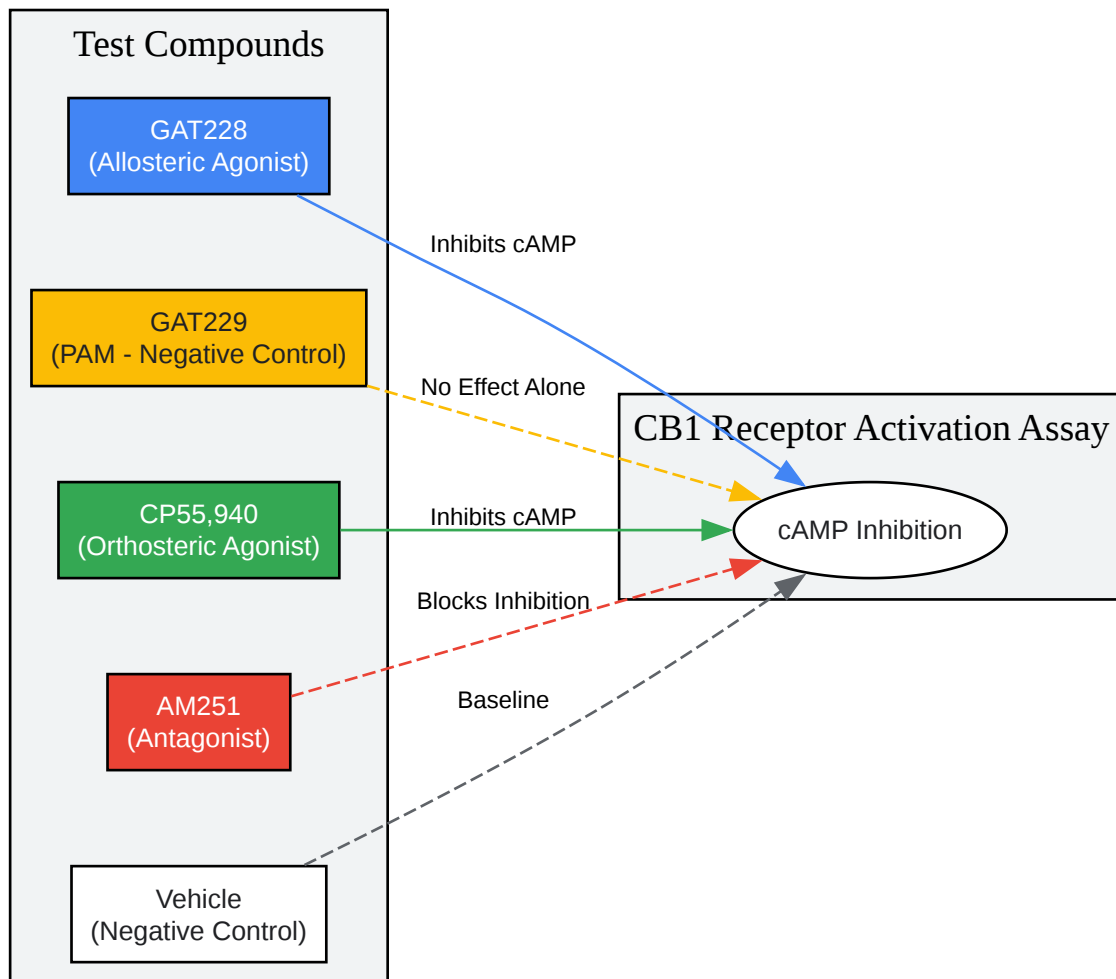 Test Compounds
GAT228
(Allosteric Agonist)
Inhibits cAMP
GAT229
(PAM - Negative Control)
No Effect Alone
CB1 Receptor Activation Assay
CP55,940
(Orthosteric Agonist)
Inhibits cAMP
cAMP Inhibition
Blocks Inhibition
AM251
(Antagonist)
Baseline
Vehicle
(Negative Control)